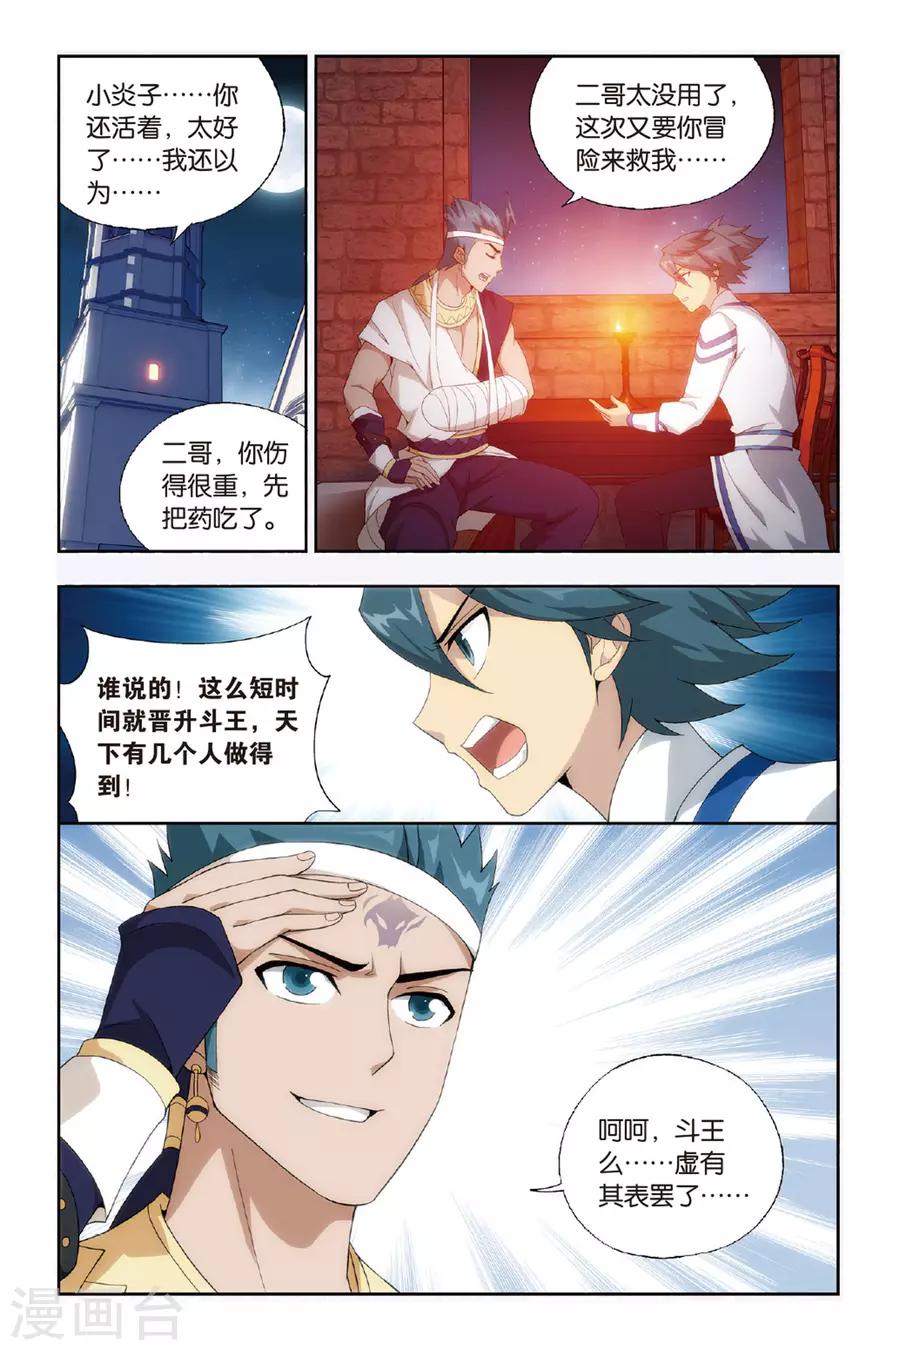 小炎子……你
还活着，太好
了……我还以
为……
二哥，你伤
得很重，先
把药吃了。
二哥太没用了，
这次又要你冒
险来救我……
谁说的！这么短时
间就晋升斗王，天
下有几个人做得
到！
呵呵，斗王
么……虚有
其表罢了……
漫画台